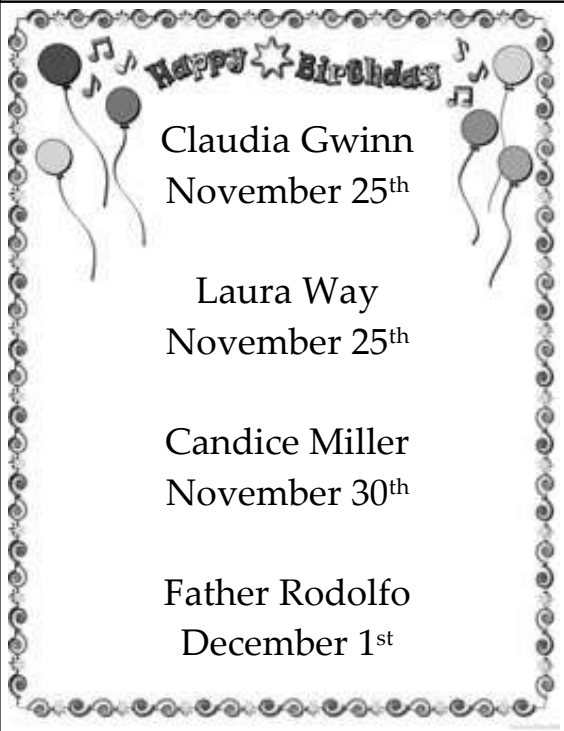 Happy Birthday
Claudia Gwinn
November 25th
Laura Way
November 25th
Candice Miller
November 30th
Father Rodolfo
December 1st